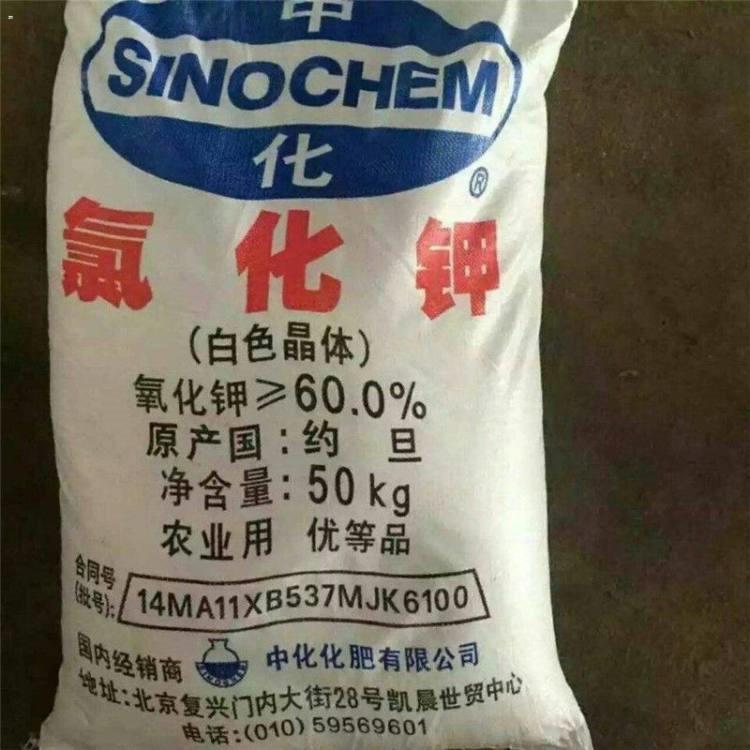 中
SINOCHEM
化
®
氯化钾
(白色晶体)
氧化钾≥60.0%
原产国:约 旦
净含量:50kg
农业用 优等品
合同号
(批号):
14MA11XB537MJK6100
国内经销商 SINOCHEM 中化化肥有限公司
地址:北京复兴门内大街28号凯晨世贸中心
电话:(010)59569601